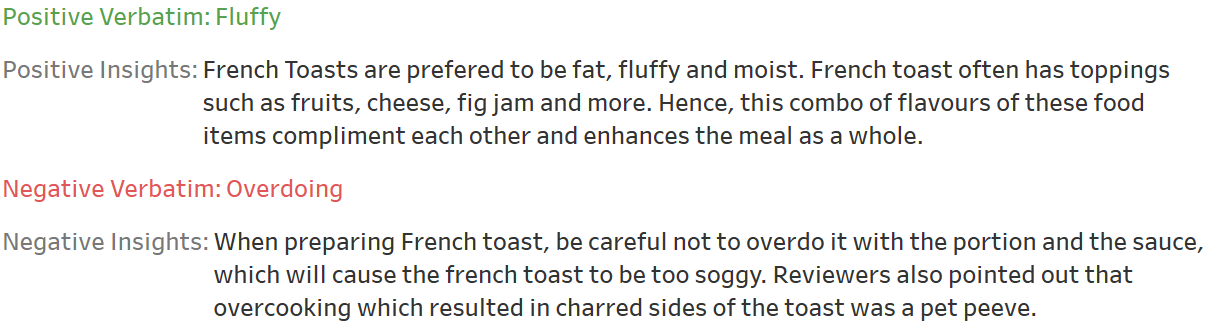 Positive Verbatim: Fluffy
Positive Insights: French Toasts are prefered to be fat, fluffy and moist. French toast often has toppings
such as fruits, cheese, fig jam and more. Hence, this combo of flavours of these food
items compliment each other and enhances the meal as a whole.
Negative Verbatim: Overdoing
Negative Insights: When preparing French toast, be careful not to overdo it with the portion and the sauce,
which will cause the french toast to be too soggy. Reviewers also pointed out that
overcooking which resulted in charred sides of the toast was a pet peeve.